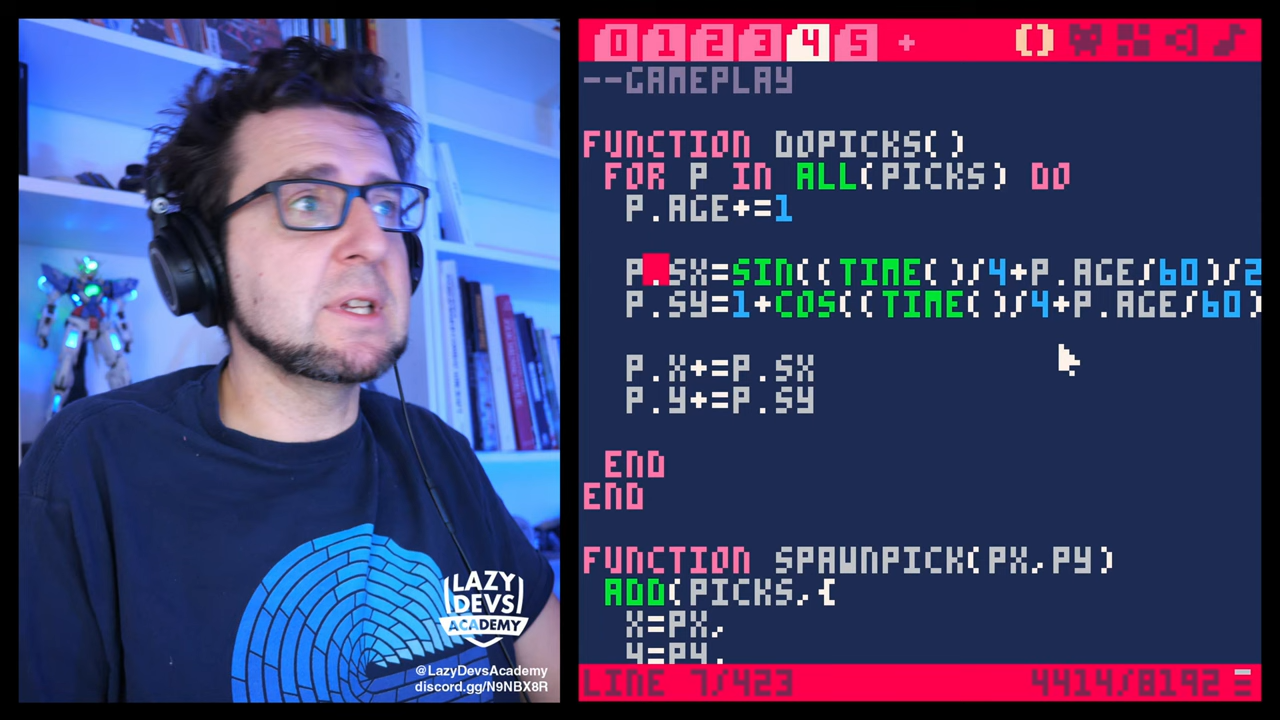 0 1 2 3 4 5 +
--GAMEPLAY
FUNCTION DOPICKS()
FOR P IN ALL(PICKS) DO
P.AGE+=1
P.SX=SIN((TIME()/4+P.AGE/60)/2
P.SY=1+COS((TIME()/4+P.AGE/60)
P.X+=P.SX
P.Y+=P.SY
END
END
FUNCTION SPAWNPICK(PX,PY)
ADD(PICKS,{
X=PX,
Y=PY,
LINE 7/423 4414/8192
LAZY
DEVS
ACADEMY
@LazyDevsAcademy
discord.gg/N9NBX8R